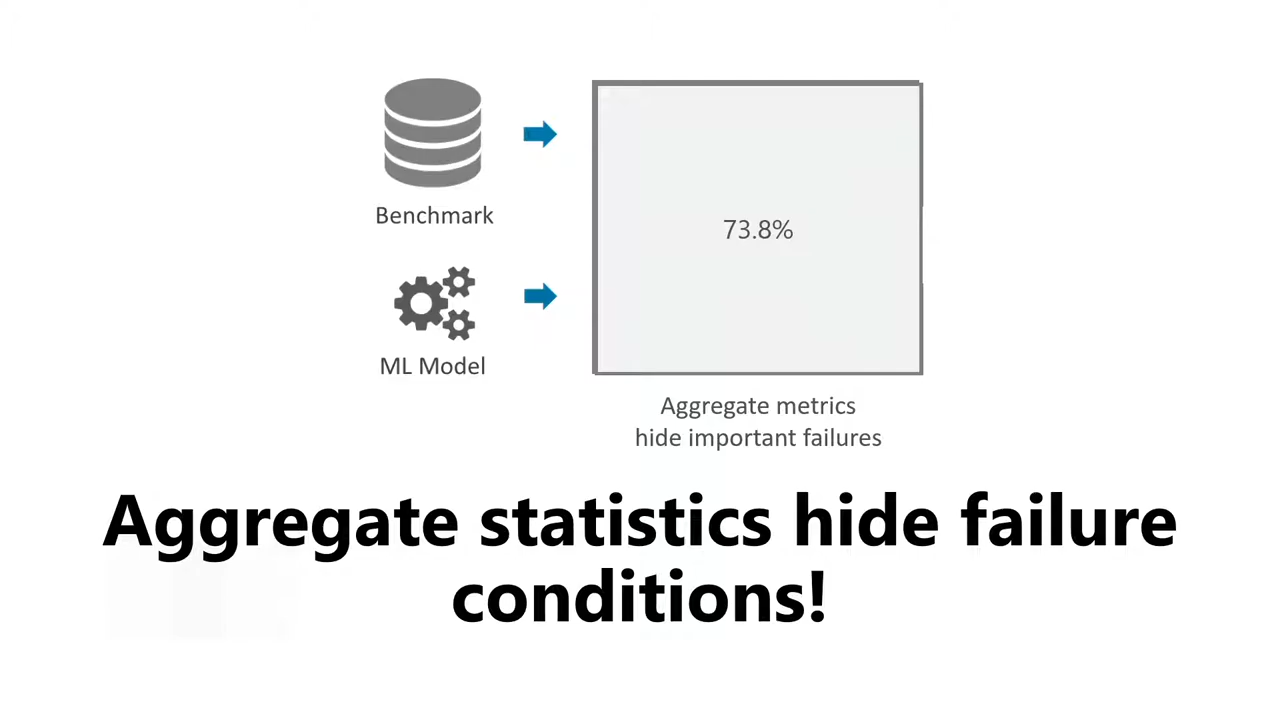 Benchmark
73.8%
ML Model
Aggregate metrics
hide important failures
Aggregate statistics hide failure
conditions!